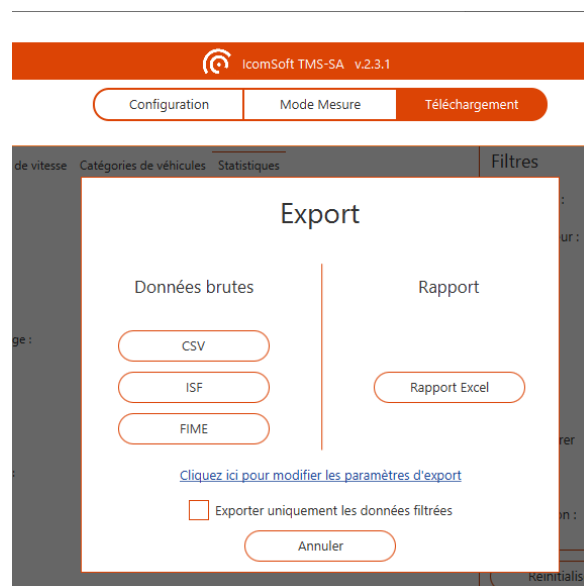 IcomSoft TMS-SA v.2.3.1
Configuration
Mode Mesure
Téléchargement
de vitesse
Catégories de véhicules
Statistiques
Filtres
:
ur :
Export
Données brutes
Rapport
ge :
CSV
ISF
Rapport Excel
FIME
rer
:
Cliquez ici pour modifier les paramètres d'export
Exporter uniquement les données filtrées
on :
Annuler
Réinitialis